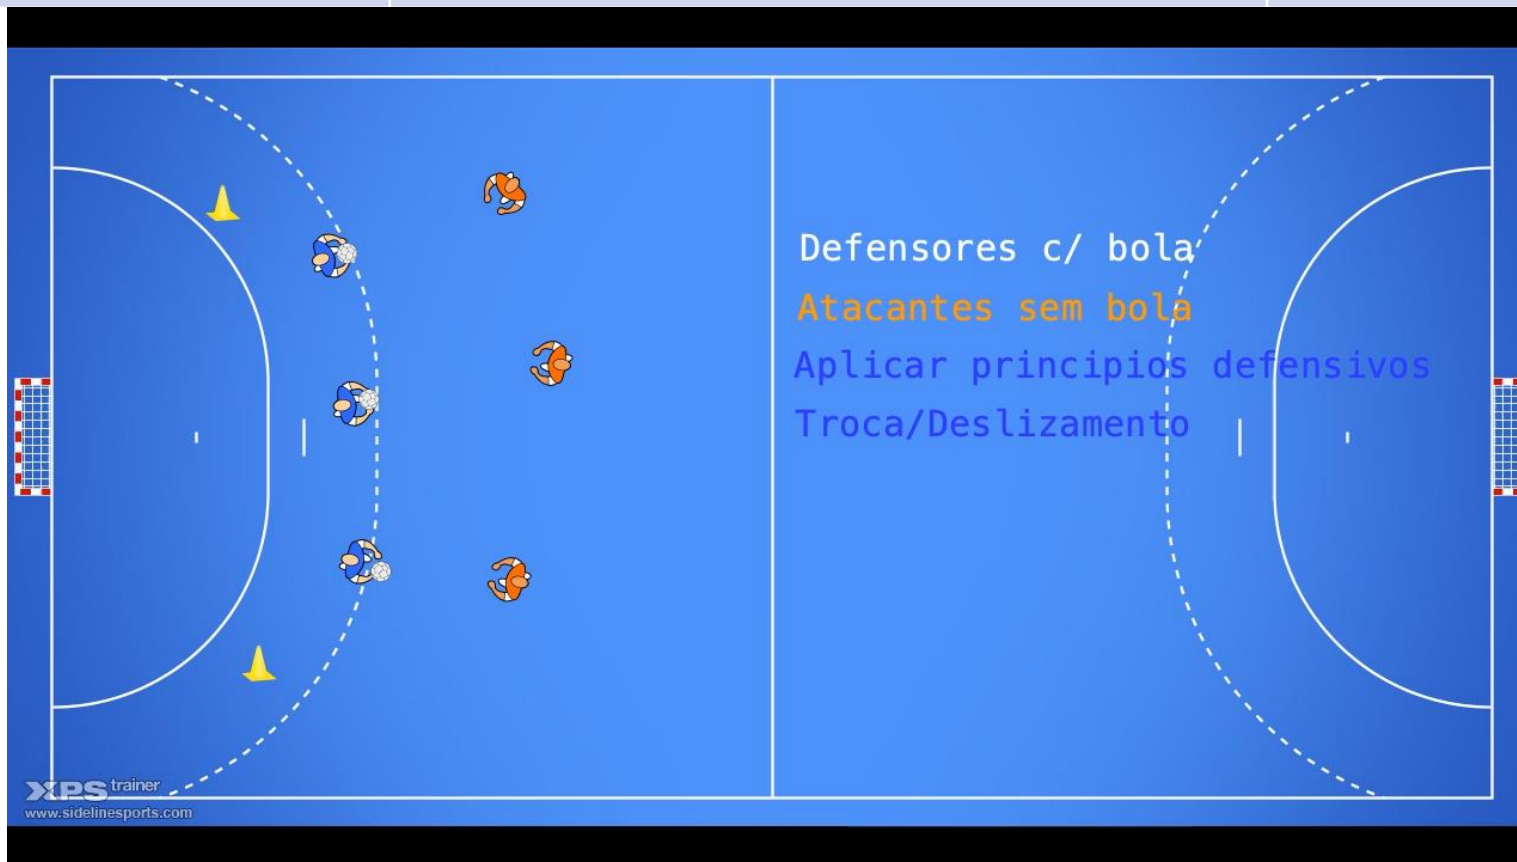 Defensores c/ bola
Atacantes sem bola
Aplicar principios defensivos
Troca/Deslizamento
XPS trainer
www.sidelinesports.com